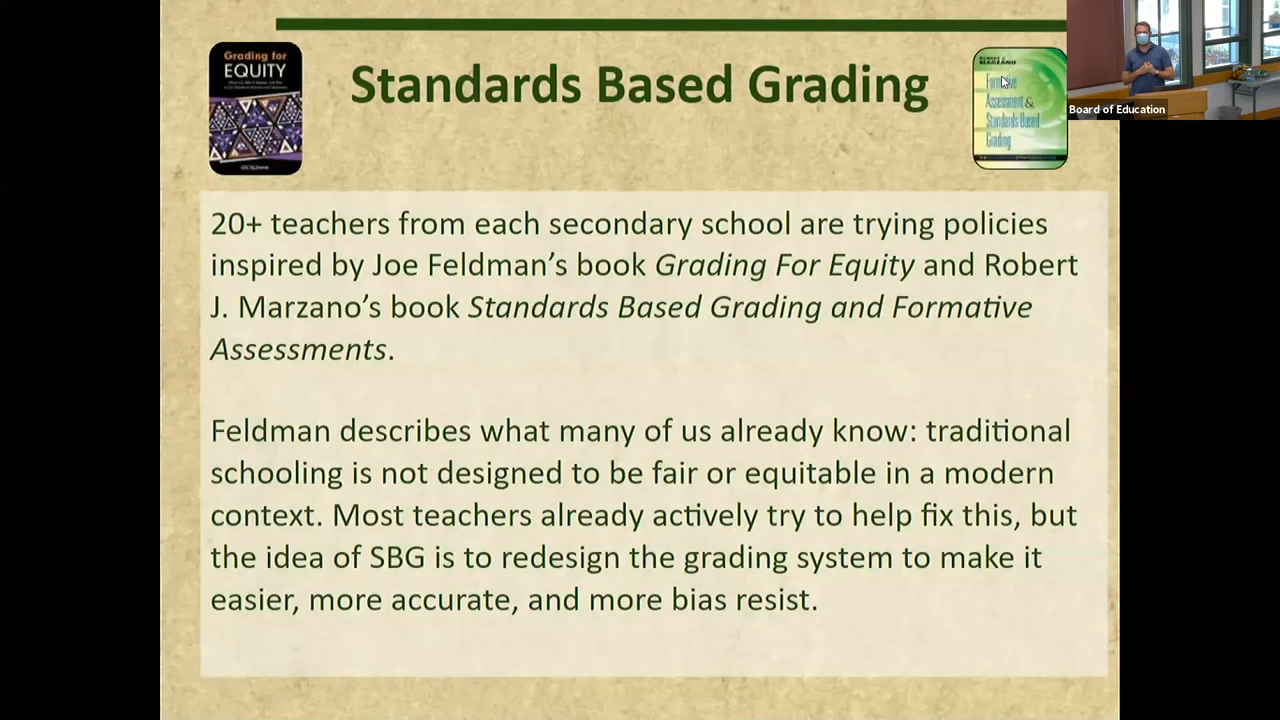 Grading for
EQUITY
JOE FELDMAN
Standards Based Grading
ROBERT J.
MARZANO
Formative
Assessment &
Standards-Based
Grading
Board of Education
20+ teachers from each secondary school are trying policies
inspired by Joe Feldman’s book Grading For Equity and Robert
J. Marzano’s book Standards Based Grading and Formative
Assessments.
Feldman describes what many of us already know: traditional
schooling is not designed to be fair or equitable in a modern
context. Most teachers already actively try to help fix this, but
the idea of SBG is to redesign the grading system to make it
easier, more accurate, and more bias resist.